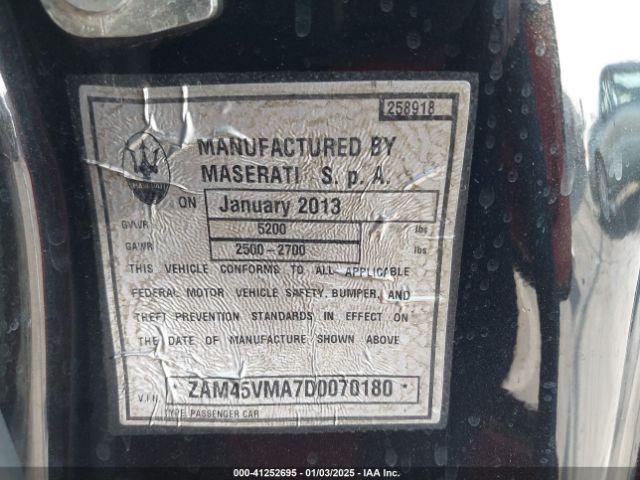 258918
MANUFACTURED BY
MASERATI S.p.A.
MASERATI
ON January 2013
GVWR 5200 lbs
GAWR 2500-2700 lbs
THIS VEHICLE CONFORMS TO ALL APPLICABLE
FEDERAL MOTOR VEHICLE SAFETY, BUMPER, AND
THEFT PREVENTION STANDARDS IN EFFECT ON
THE DATE OF MANUFACTURE SHOWN ABOVE
V.I.N. * ZAM45VMA7D0070180 *
TYPE PASSENGER CAR
000-41252695 - 01/03/2025 - IAA Inc.